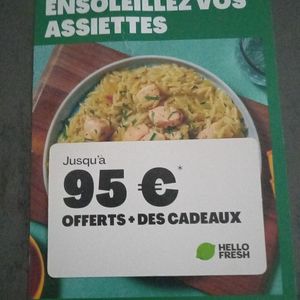 ENSOLEILLEZ VOS
ASSIETTES
Jusqu'à
95 €*
OFFERTS + DES CADEAUX
HELLO
FRESH